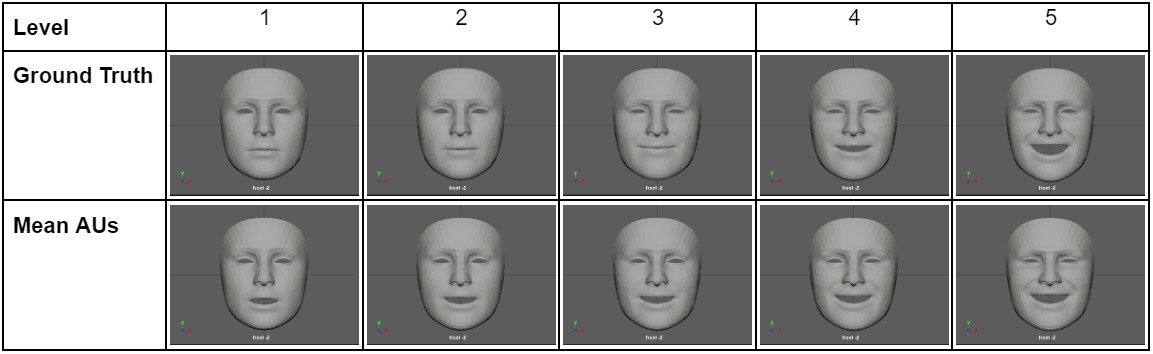 Level 1 2 3 4 5
Ground Truth
front -Z front -Z front -Z front -Z front -Z
Mean AUs
front -Z front -Z front -Z front -Z front -Z